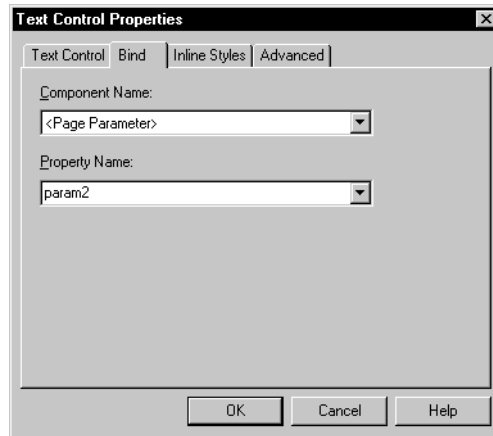 Text Control Properties
Text Control Bind Inline Styles Advanced
Component Name:
<Page Parameter>
Property Name:
param2
OK Cancel Help